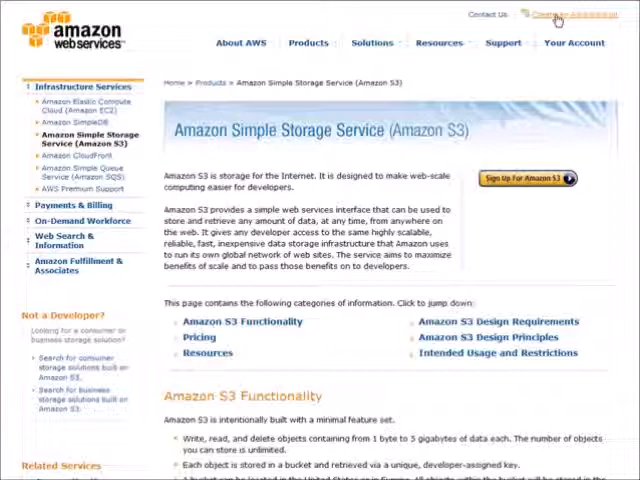 Contact Us
amazon
webservices™
About AWS
Products
Solutions
Resources
Support
Your Account
Infrastructure Services
Amazon Elastic Compute
Cloud (Amazon EC2)
Amazon SimpleDB
Amazon Simple Storage
Service (Amazon S3)
Amazon CloudFront
Amazon Simple Queue
Service (Amazon SQS)
AWS Premium Support
Payments & Billing
On-Demand Workforce
Web Search &
Information
Amazon Fulfillment &
Associates
Not a Developer?
Looking for a consumer or
business storage solution?
Search for consumer
storage solutions built on
Amazon S3.
Search for business
storage solutions built on
Amazon S3.
Related Services
Home > Products > Amazon Simple Storage Service (Amazon S3)
Amazon Simple Storage Service (Amazon S3)
Amazon S3 is storage for the Internet. It is designed to make web-scale
computing easier for developers.
Sign Up For Amazon S3
Amazon S3 provides a simple web services interface that can be used to
store and retrieve any amount of data, at any time, from anywhere on
the web. It gives any developer access to the same highly scalable,
reliable, fast, inexpensive data storage infrastructure that Amazon uses
to run its own global network of web sites. The service aims to maximize
benefits of scale and to pass those benefits on to developers.
This page contains the following categories of information. Click to jump down:
Amazon S3 Functionality
Amazon S3 Design Requirements
Pricing
Amazon S3 Design Principles
Resources
Intended Usage and Restrictions
Amazon S3 Functionality
Amazon S3 is intentionally built with a minimal feature set.
Write, read, and delete objects containing from 1 byte to 5 gigabytes of data each. The number of objects
you can store is unlimited.
Each object is stored in a bucket and retrieved via a unique, developer-assigned key.